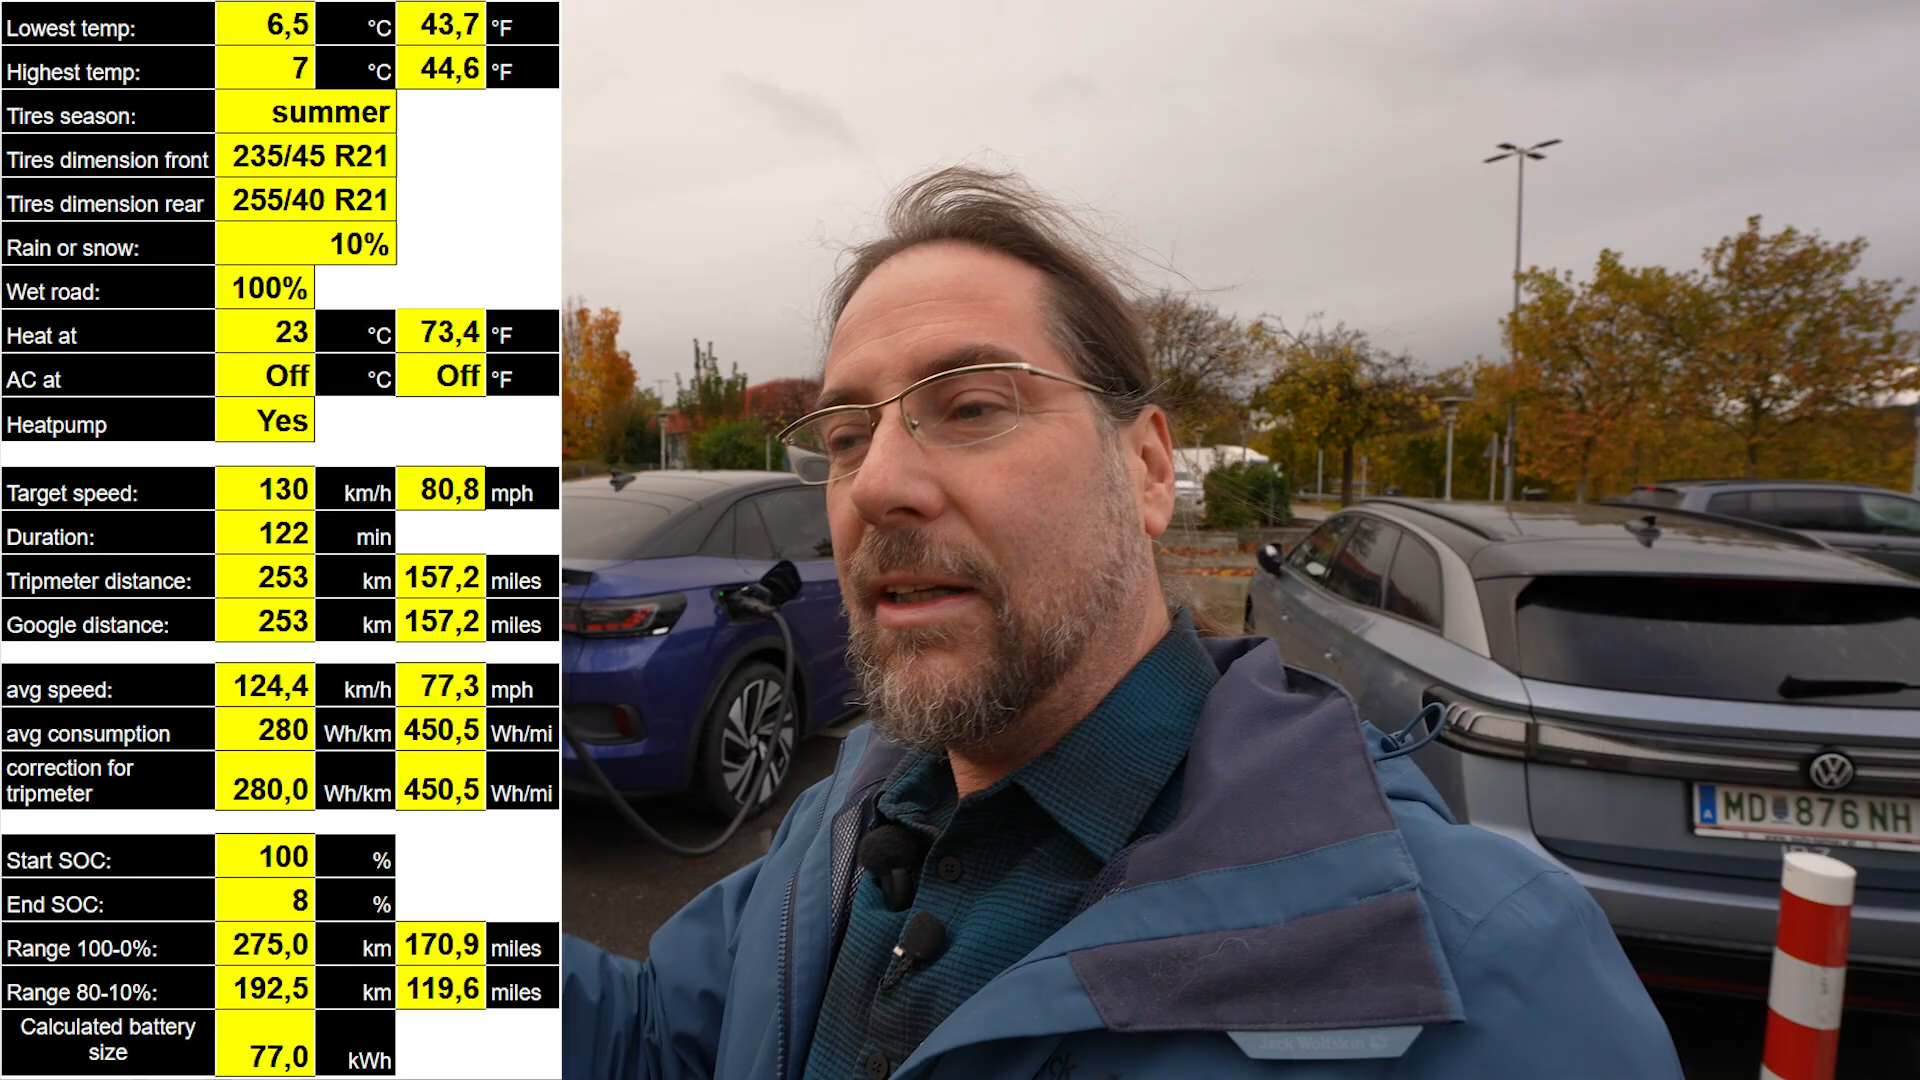 Lowest temp: 6,5 °C 43,7 °F
Highest temp: 7 °C 44,6 °F
Tires season: summer
Tires dimension front 235/45 R21
Tires dimension rear 255/40 R21
Rain or snow: 10%
Wet road: 100%
Heat at 23 °C 73,4 °F
AC at Off °C Off °F
Heatpump Yes
Target speed: 130 km/h 80,8 mph
Duration: 122 min
Tripmeter distance: 253 km 157,2 miles
Google distance: 253 km 157,2 miles
avg speed: 124,4 km/h 77,3 mph
avg consumption 280 Wh/km 450,5 Wh/mi
correction for
tripmeter 280,0 Wh/km 450,5 Wh/mi
Start SOC: 100 %
End SOC: 8 %
Range 100-0%: 275,0 km 170,9 miles
Range 80-10%: 192,5 km 119,6 miles
Calculated battery
size 77,0 kWh
A MD 876 NH
Jack Wolfskin